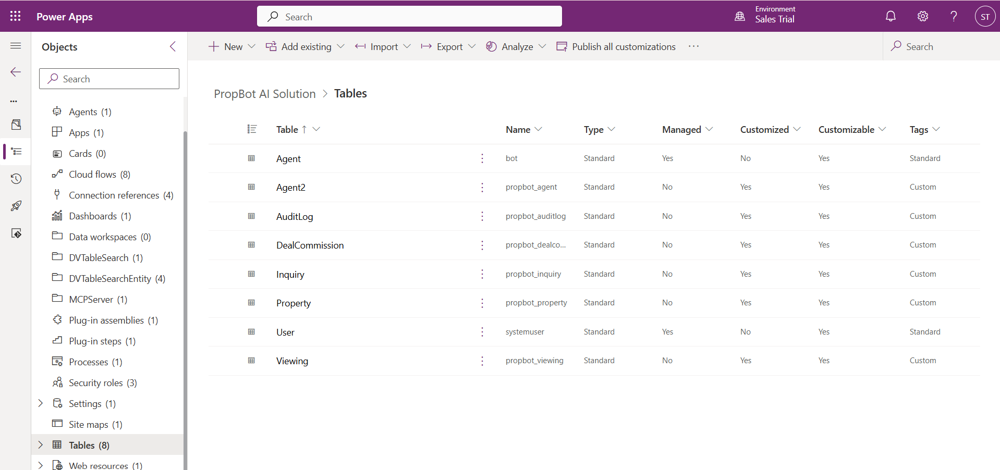 Power Apps
Search
Environment
Sales Trial
ST
Objects
New
Add existing
Import
Export
Analyze
Publish all customizations
Search
Search
Agents (1)
Apps (1)
Cards (0)
Cloud flows (8)
Connection references (4)
Dashboards (1)
Data workspaces (0)
DVTableSearch (1)
DVTableSearchEntity (4)
MCPServer (1)
Plug-in assemblies (1)
Plug-in steps (1)
Processes (1)
Security roles (3)
Settings (1)
Site maps (1)
Tables (8)
Web resources (1)
PropBot AI Solution > Tables
Table ↑ Name Type Managed Customized Customizable Tags
Agent bot Standard Yes No Yes Standard
Agent2 propbot_agent Standard No Yes Yes Custom
AuditLog propbot_auditlog Standard No Yes Yes Custom
DealCommission propbot_dealco... Standard No Yes Yes Custom
Inquiry propbot_inquiry Standard No Yes Yes Custom
Property propbot_property Standard No Yes Yes Custom
User systemuser Standard Yes No Yes Standard
Viewing propbot_viewing Standard No Yes Yes Custom